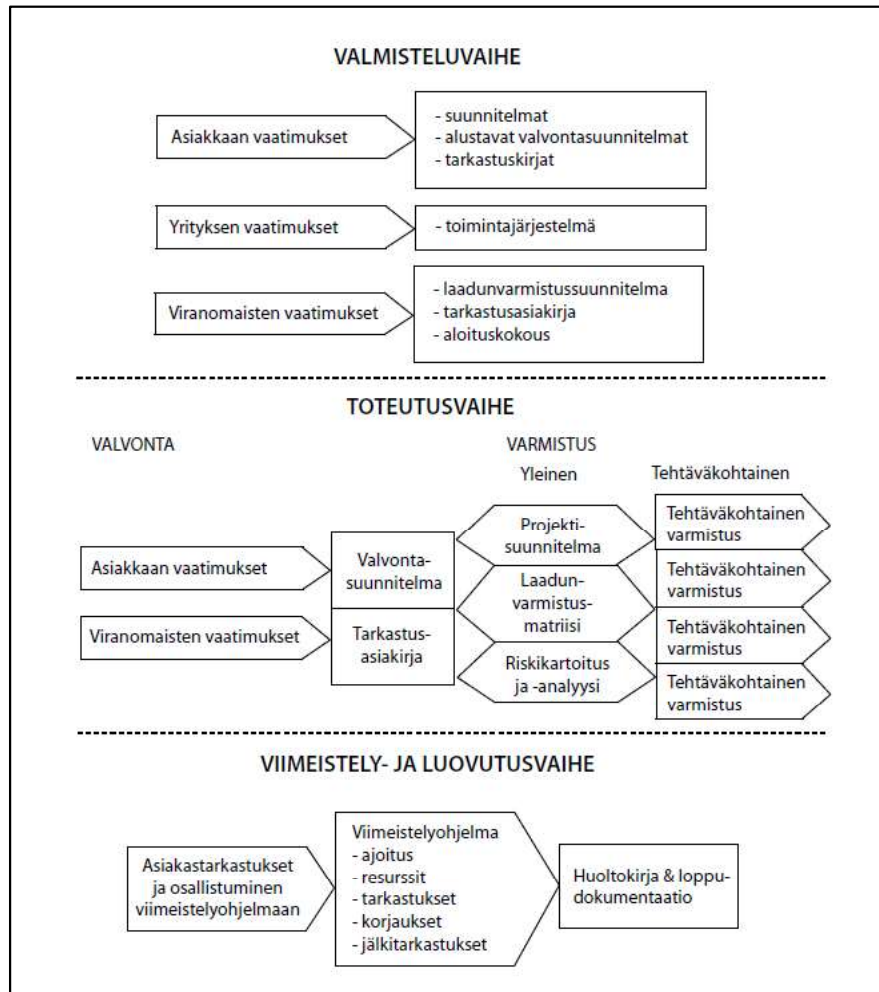 VALMISTELUVAIHE
Asiakkaan vaatimukset
- suunnitelmat
- alustavat valvontasuunnitelmat
- tarkastuskirjat
Yrityksen vaatimukset
- toimintajärjestelmä
Viranomaisten vaatimukset
- laadunvarmistussuunnitelma
- tarkastusasiakirja
- aloituskokous
TOTEUTUSVAIHE
VALVONTA
VARMISTUS
Yleinen
Tehtäväkohtainen
Asiakkaan vaatimukset
Viranomaisten vaatimukset
Valvonta-
suunnitelma
Tarkastus-
asiakirja
Projekti-
suunnitelma
Laadun-
varmistus-
matriisi
Riskikartoitus
ja -analyysi
Tehtäväkohtainen
varmistus
Tehtäväkohtainen
varmistus
Tehtäväkohtainen
varmistus
Tehtäväkohtainen
varmistus
VIIMEISTELY- JA LUOVUTUSVAIHE
Asiakastarkastukset
ja osallistuminen
viimeistelyohjelmaan
Viimeistelyohjelma
- ajoitus
- resurssit
- tarkastukset
- korjaukset
- jälkitarkastukset
Huoltokirja & loppu-
dokumentaatio